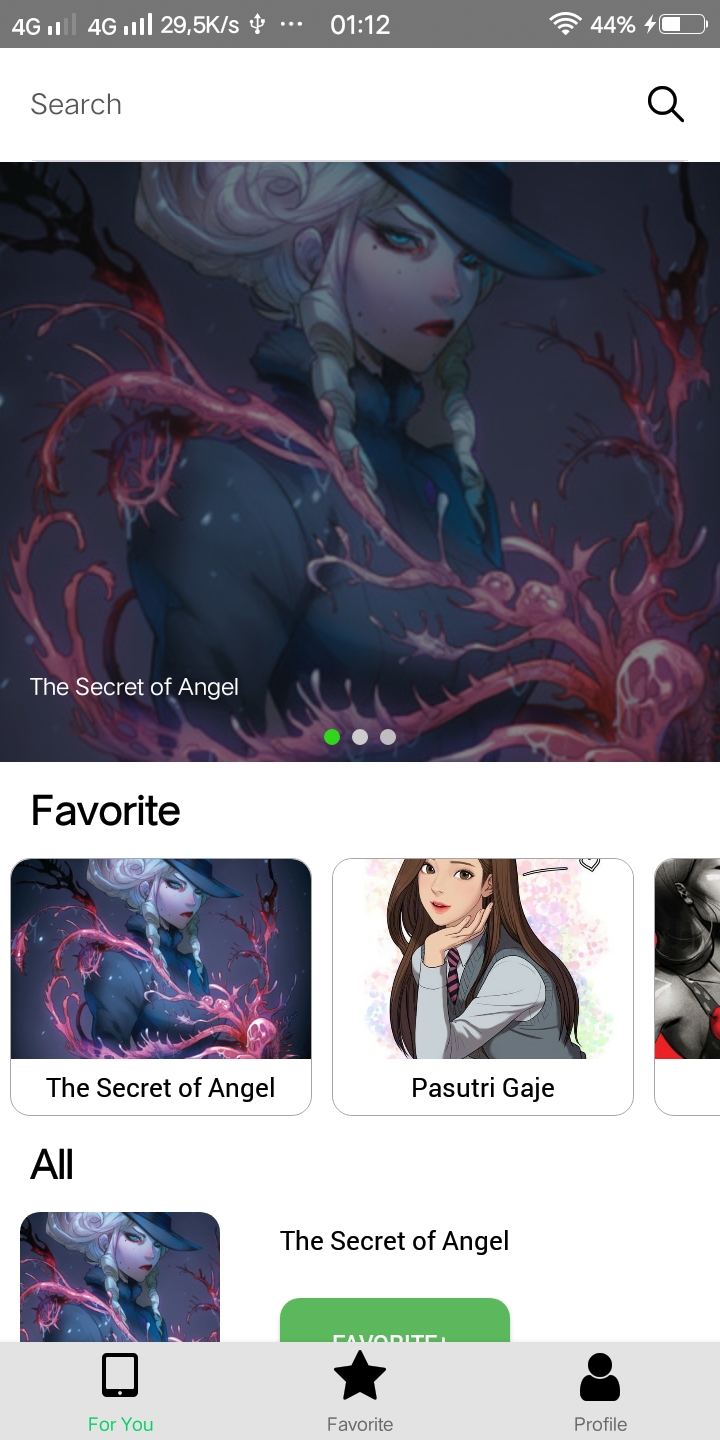 4G 4G 29,5K/s ... 01:12 44%
Search
The Secret of Angel
Favorite
The Secret of Angel
Pasutri Gaje
All
The Secret of Angel
FAVORITE+
For You
Favorite
Profile